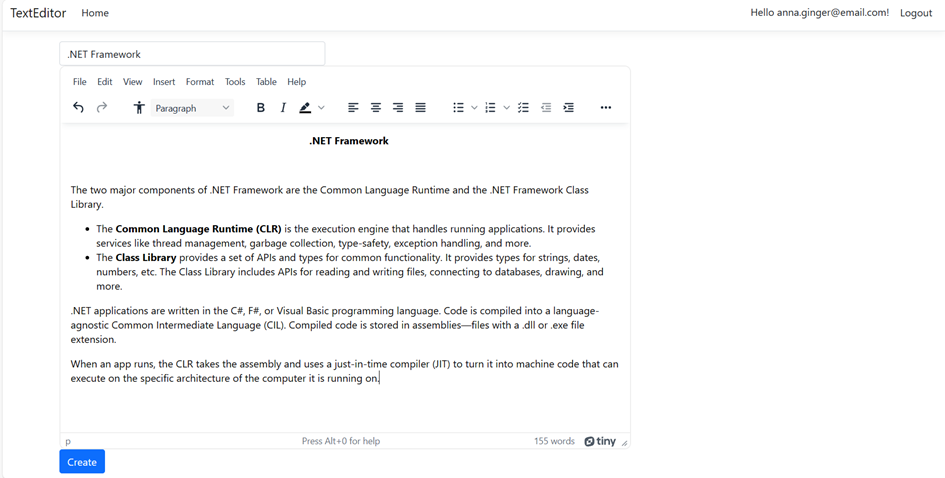 TextEditor Home Hello anna.ginger@email.com! Logout
.NET Framework
File Edit View Insert Format Tools Table Help
Paragraph B I
.NET Framework
The two major components of .NET Framework are the Common Language Runtime and the .NET Framework Class
Library.
• The Common Language Runtime (CLR) is the execution engine that handles running applications. It provides
services like thread management, garbage collection, type-safety, exception handling, and more.
• The Class Library provides a set of APIs and types for common functionality. It provides types for strings, dates,
numbers, etc. The Class Library includes APIs for reading and writing files, connecting to databases, drawing, and
more.
.NET applications are written in the C#, F#, or Visual Basic programming language. Code is compiled into a language-
agnostic Common Intermediate Language (CIL). Compiled code is stored in assemblies—files with a .dll or .exe file
extension.
When an app runs, the CLR takes the assembly and uses a just-in-time compiler (JIT) to turn it into machine code that can
execute on the specific architecture of the computer it is running on.
p Press Alt+0 for help 155 words tiny
Create